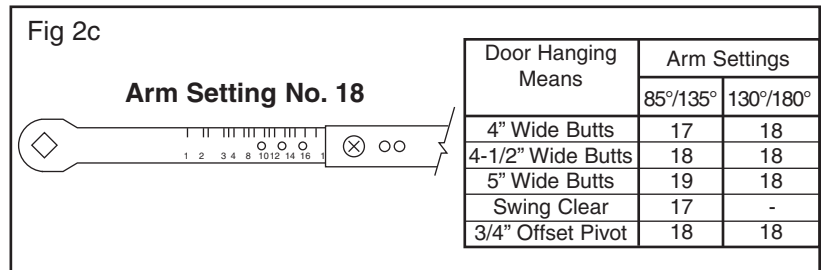 Fig 2c
Arm Setting No. 18
1 2 3 4 8 10 12 14 16 1
Door Hanging Means Arm Settings
85°/135° 130°/180°
4” Wide Butts 17 18
4-1/2” Wide Butts 18 18
5” Wide Butts 19 18
Swing Clear 17 -
3/4” Offset Pivot 18 18